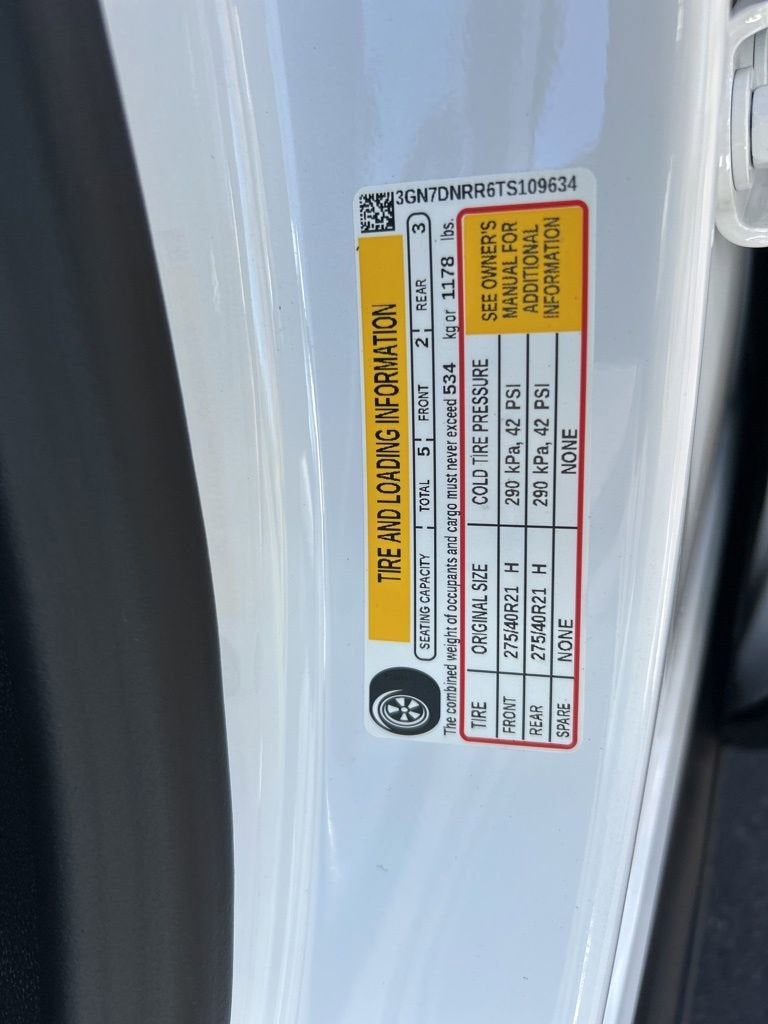 3GN7DNRR6TS109634
TIRE AND LOADING INFORMATION
SEATING CAPACITY TOTAL 5 FRONT 2 REAR 3
The combined weight of occupants and cargo must never exceed 534 kg or 1178 lbs.
TIRE ORIGINAL SIZE COLD TIRE PRESSURE
FRONT 275/40R21 H 290 kPa, 42 PSI
REAR 275/40R21 H 290 kPa, 42 PSI
SPARE NONE NONE
SEE OWNER'S
MANUAL FOR
ADDITIONAL
INFORMATION